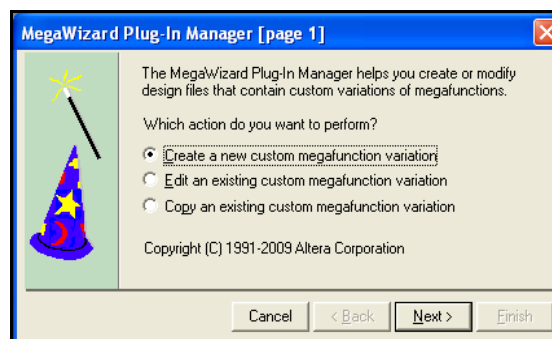 MegaWizard Plug-In Manager [page 1]
The MegaWizard Plug-In Manager helps you create or modify
design files that contain custom variations of megafunctions.
Which action do you want to perform?
Create a new custom megafunction variation
Edit an existing custom megafunction variation
Copy an existing custom megafunction variation
Copyright (C) 1991-2009 Altera Corporation
Cancel < Back Next > Finish